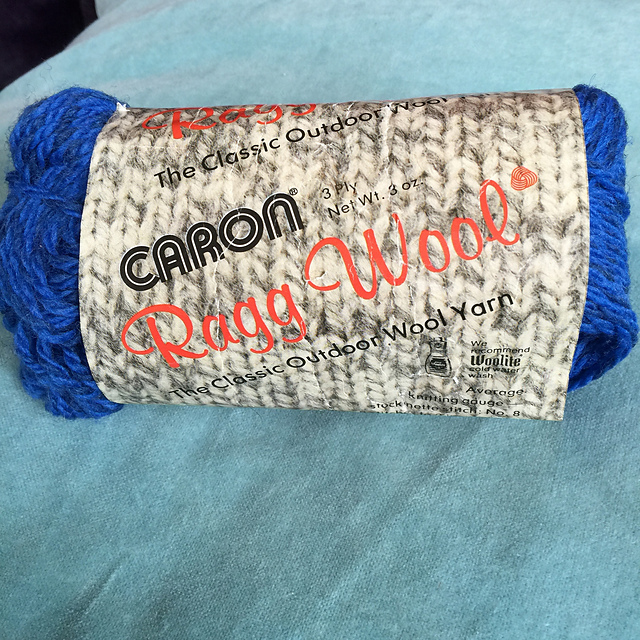 Ragg
The Classic Outdoor Wool
CARON®
3 Ply
Net Wt. 3 oz.
Ragg Wool
The Classic Outdoor Wool Yarn
We
recommend
Woolite
cold water
wash
Average
knitting gauge
stockinette stitch: No. 8